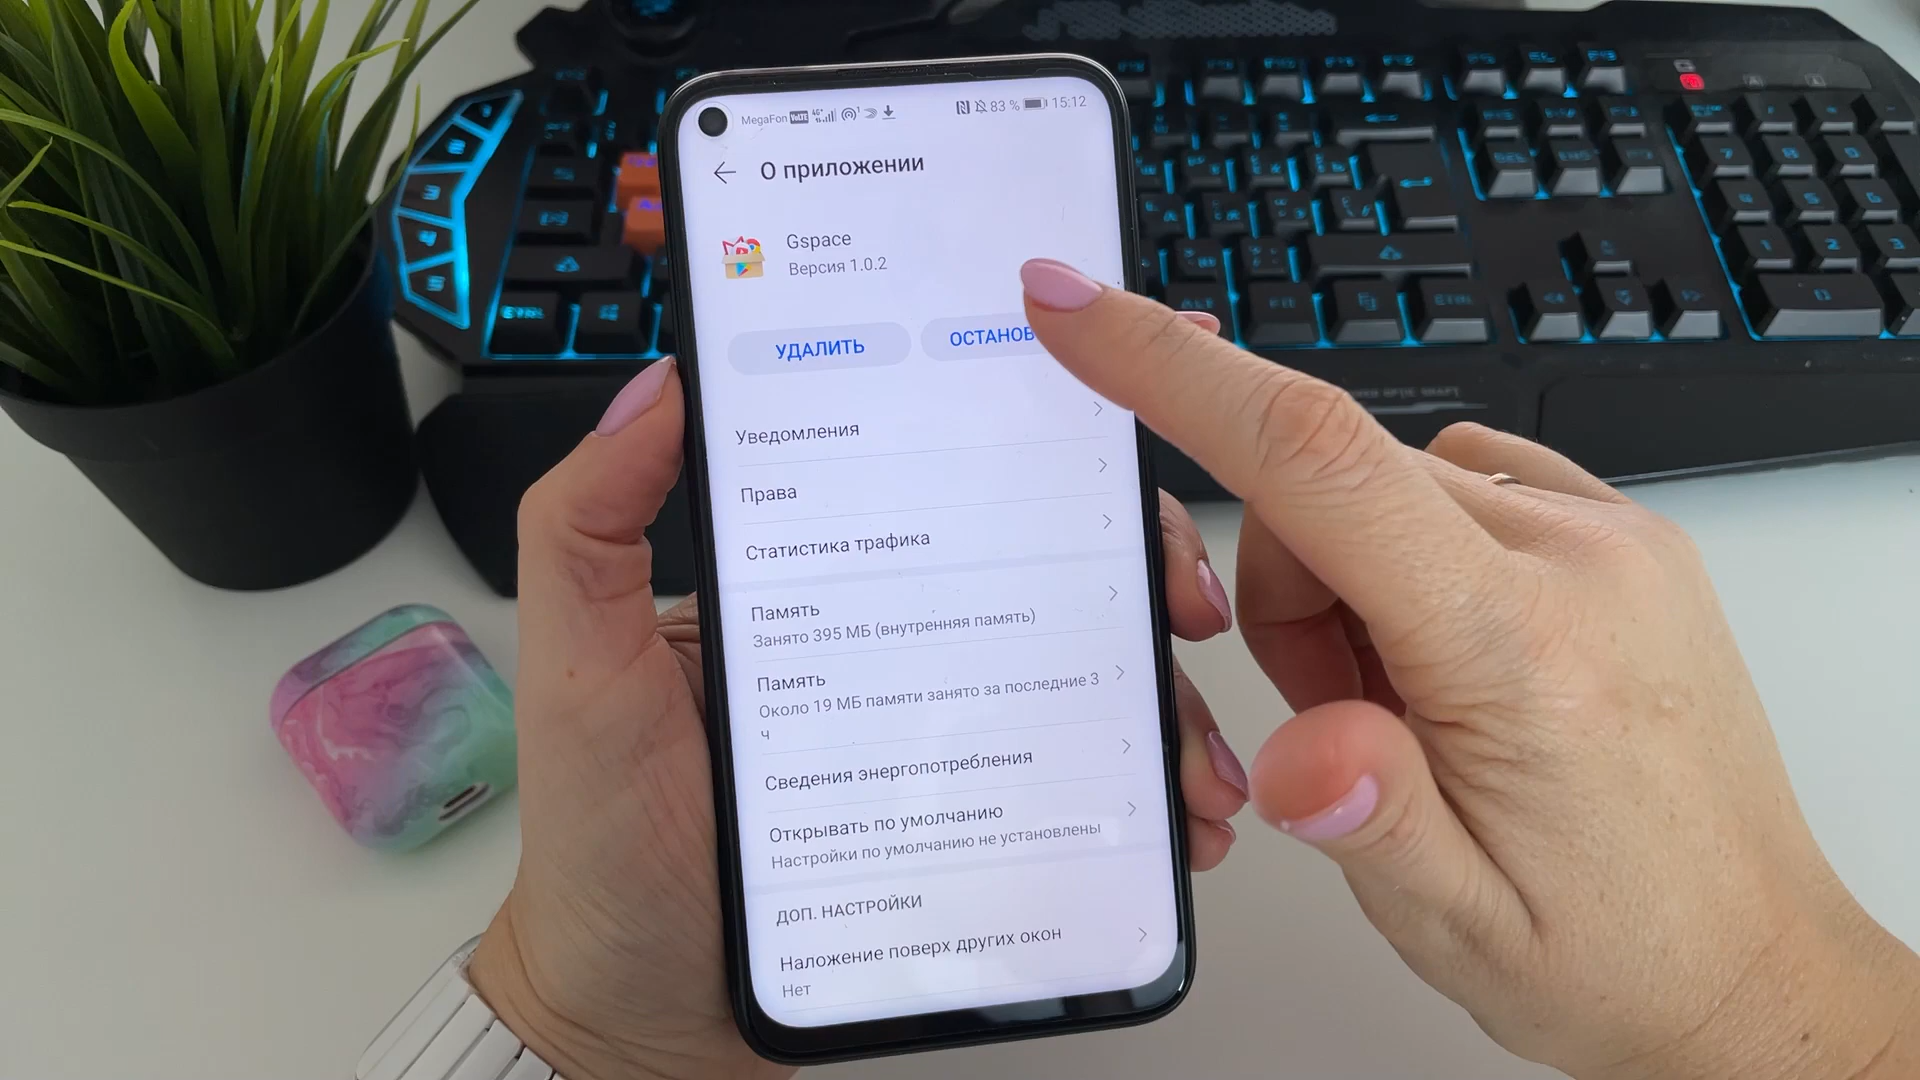 MegaFon VoLTE 4G+ 83 % 15:12
О приложении
Gspace
Версия 1.0.2
УДАЛИТЬ ОСТАНОВ
Уведомления
Права
Статистика трафика
Память
Занято 395 МБ (внутренняя память)
Память
Около 19 МБ памяти занято за последние 3
ч
Сведения энергопотребления
Открывать по умолчанию
Настройки по умолчанию не установлены
ДОП. НАСТРОЙКИ
Наложение поверх других окон
Нет